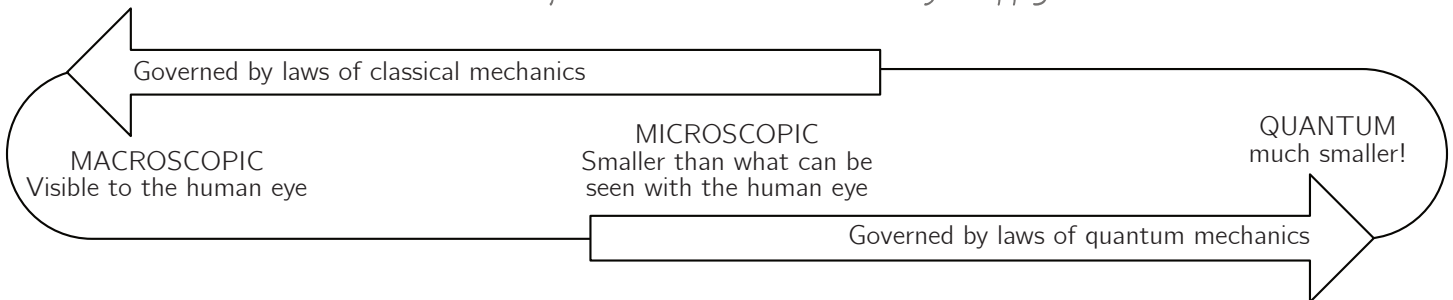 Governed by laws of classical mechanics
MACROSCOPIC
Visible to the human eye
MICROSCOPIC
Smaller than what can be
seen with the human eye
QUANTUM
much smaller!
Governed by laws of quantum mechanics